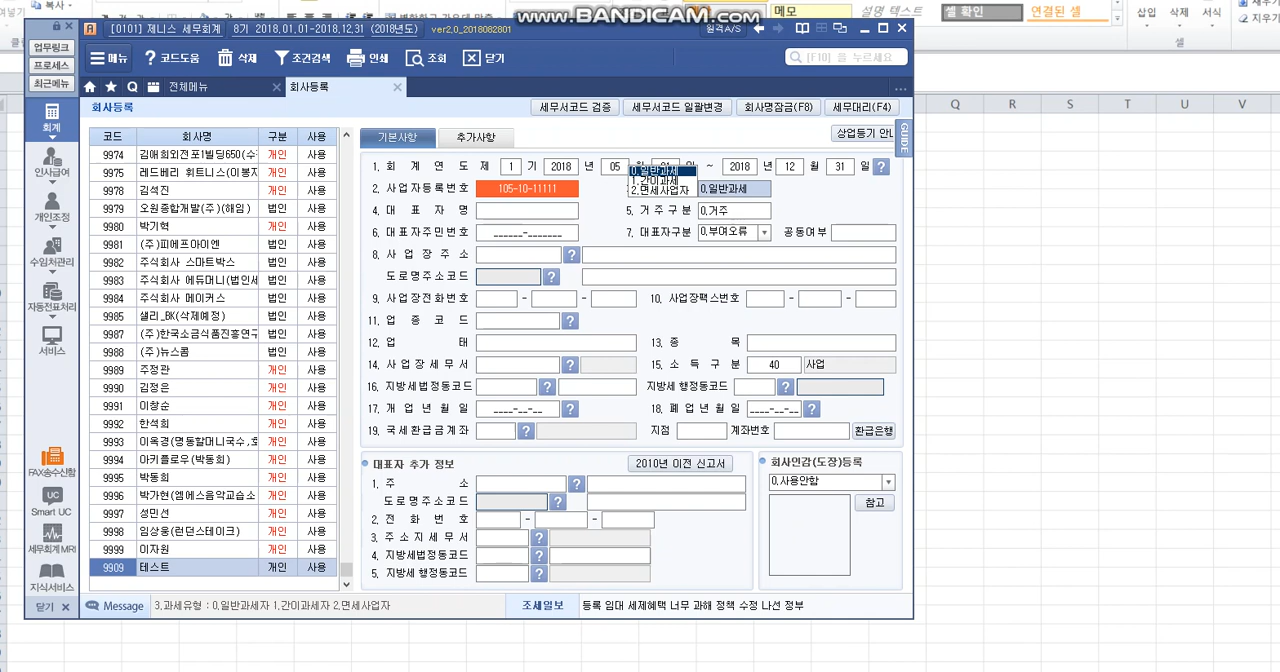 복사
www.BANDICAM.com
메모
설명 텍스트
셀 확인
연결된 셀
삽입 삭제 서식
지우기
셀
[F101] 제니스 세무회계 8기 2018.01.01~2018.12.31 (2018년도) ver2.0_2018082801
원격A/S
업무링크
프로세스
최근메뉴
메뉴 코드도움 삭제 조건검색 인쇄 조회 닫기
[F10] 을 누르세요
전체메뉴 회사등록
회사등록
세무서코드 검증 세무서코드 일괄변경 회사명잠금(F8) 세무대리(F4)
회계
인사급여
개인조정
수임처관리
자동전표처리
서비스
FAX송수신함
UC
Smart UC
세무회계MRI
지식서비스
닫기 X
코드 회사명 구분 사용
9974 김애희외전포1빌딩650(수 개인 사용
9975 레드베리 휘트니스(이봉지 개인 사용
9978 김석진 개인 사용
9979 오원종합개발(주)(해임) 법인 사용
9980 박기혁 개인 사용
9981 (주)피에프아이엔 법인 사용
9982 주식회사 스마트박스 법인 사용
9983 주식회사 에듀머니(법인세 법인 사용
9984 주식회사 메이커스 법인 사용
9985 샐리_BK(삭제예정) 법인 사용
9987 (주)한국소금식품진흥연구 법인 사용
9988 (주)뉴스콤 법인 사용
9989 주정관 개인 사용
9990 김정은 개인 사용
9991 이창순 개인 사용
9992 한석희 개인 사용
9993 이옥경(명동할머니국수,호 개인 사용
9994 아키클로우(박동희) 개인 사용
9995 박동희 개인 사용
9996 박가현(엠에스음악교습소 개인 사용
9997 성민선 개인 사용
9998 임상웅(런던스테이크) 개인 사용
9999 이자원 개인 사용
9909 테스트 개인 사용
기본사항 추가사항
상업등기 안내
GUIDE
1. 회 계 연 도 제 1 기 2018 년 05 ~ 2018 년 12 월 31 일
0.일반과세
1.간이과세
2.면세사업자
2. 사업자등록번호 105-10-11111 0.일반과세
4. 대 표 자 명 5. 거 주 구 분 0.거주
6. 대표자주민번호 ______-_______ 7. 대표자구분 0.부여오류 공동여부
8. 사 업 장 주 소
도로명주소코드
9. 사업장전화번호 - - 10. 사업장팩스번호 - -
11. 업 종 코 드
12. 업 태 13. 종 목
14. 사 업 장 세 무 서 15. 소 득 구 분 40 사업
16. 지방세법정동코드 지방세 행정동코드
17. 개 업 년 월 일 ____-__-__ 18. 폐 업 년 월 일 ____-__-__
19. 국세환급금계좌 지점 계좌번호 환급은행
대표자 추가 정보 2010년 이전 신고서
1. 주 소
도로명주소코드
2. 전 화 번 호 - -
3. 주 소 지 세 무 서
4. 지방세법정동코드
5. 지방세 행정동코드
회사인감(도장)등록
0.사용안함
참고
Message 3.과세유형 : 0.일반과세자 1.간이과세자 2.면세사업자 조세일보 등록 임대 세제혜택 너무 과해 정책 수정 나선 정부
Q R S T U V